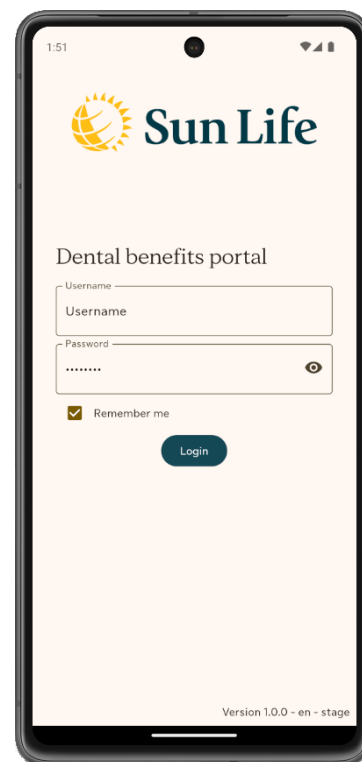 1:51
Sun Life
Dental benefits portal
Username
Username
Password
........
Remember me
Login
Version 1.0.0 - en - stage